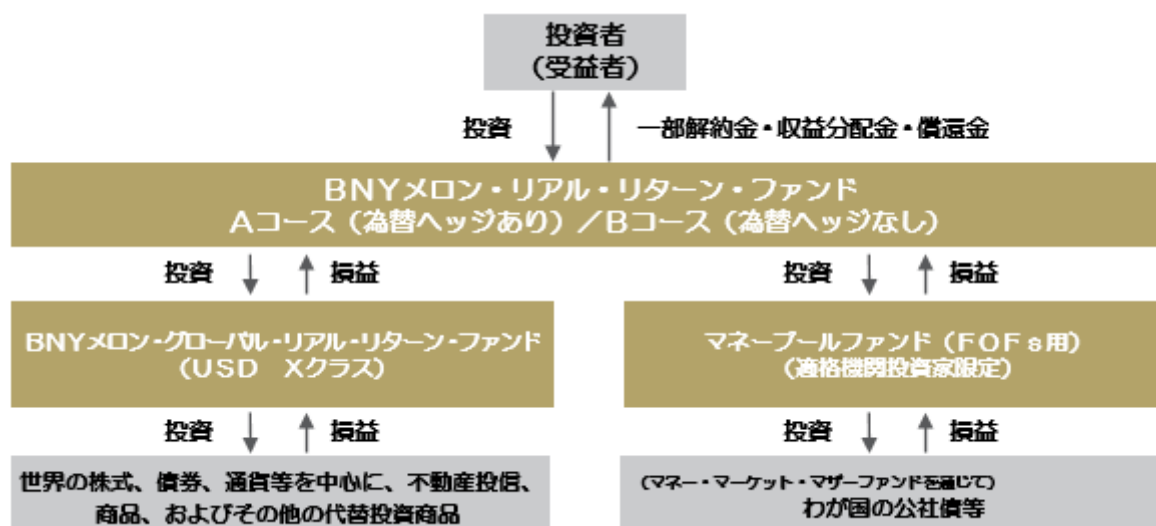 投資者
（受益者）
投資
一部解約金・収益分配金・償還金
BNYメロン・リアル・リターン・ファンド
Aコース（為替ヘッジあり）／Bコース（為替ヘッジなし）
投資
損益
投資
損益
BNYメロン・グローバル・リアル・リターン・ファンド
（USD　Xクラス）
マネープールファンド（FOFs用）
（適格機関投資家限定）
投資
損益
投資
損益
世界の株式、債券、通貨等を中心に、不動産投信、
商品、およびその他の代替投資商品
（マネー・マーケット・マザーファンドを通じて）
わが国の公社債等